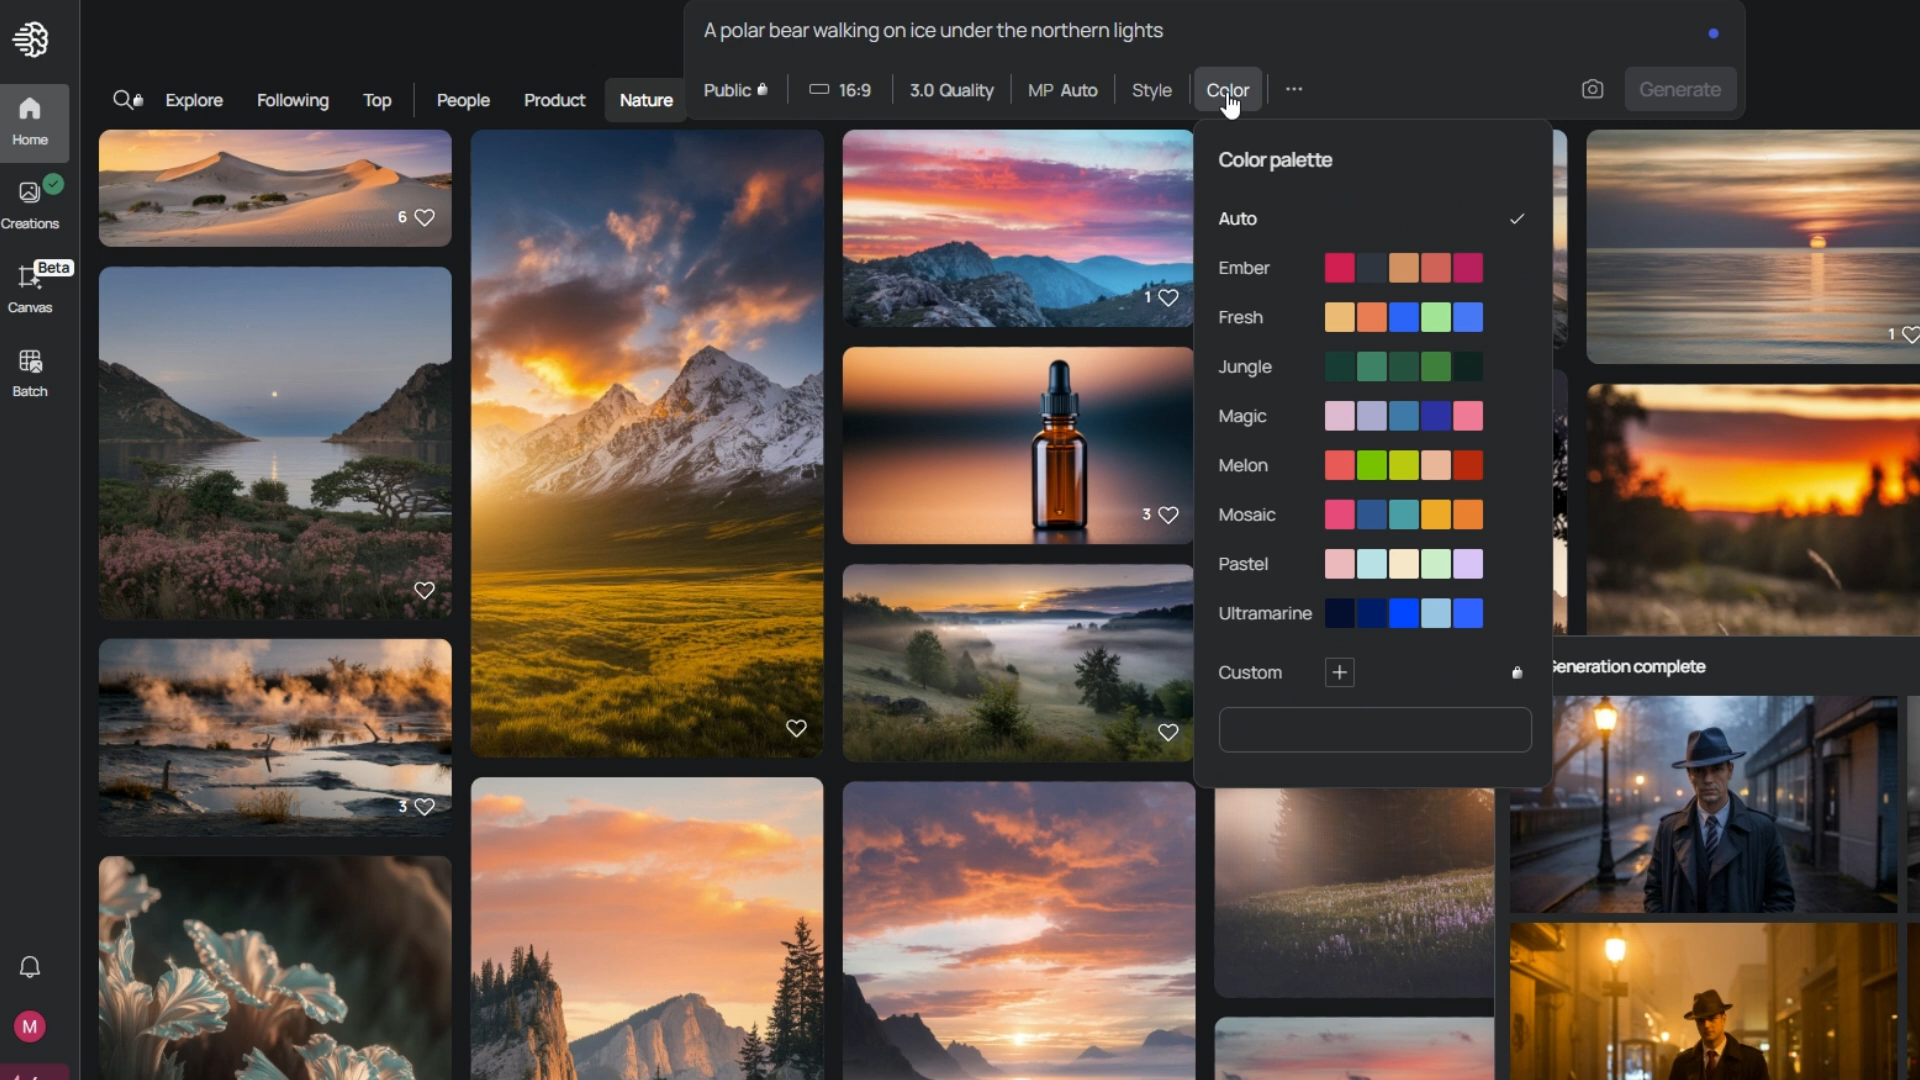 A polar bear walking on ice under the northern lights
Public 16:9 3.0 Quality MP Auto Style Color ...
Generate
Explore Following Top People Product Nature
Home
Creations
Beta
Canvas
Batch
M
6
1
3
3
1
Color palette
Auto
Ember
Fresh
Jungle
Magic
Melon
Mosaic
Pastel
Ultramarine
Custom +
Generation complete